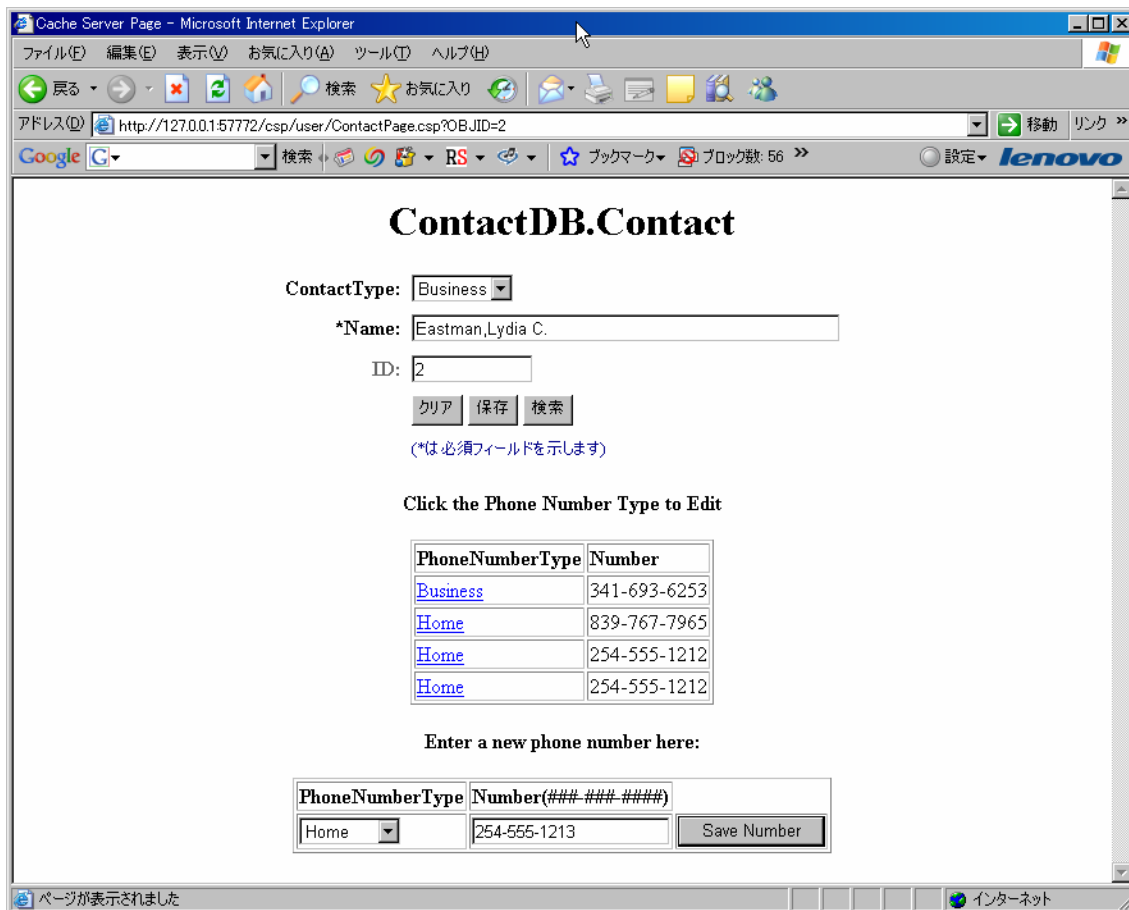 Cache Server Page - Microsoft Internet Explorer
ファイル(F) 編集(E) 表示(V) お気に入り(A) ツール(T) ヘルプ(H)
戻る 検索 お気に入り
アドレス(D) http://127.0.0.1:57772/csp/user/ContactPage.csp?OBJID=2 移動 リンク »
Google G 検索 RS ブックマーク ブロック数: 56 » 設定 lenovo
ContactDB.Contact
ContactType: Business
*Name: Eastman,Lydia C.
ID: 2
クリア 保存 検索
(*は必須フィールドを示します)
Click the Phone Number Type to Edit
PhoneNumberType Number
Business 341-693-6253
Home 839-767-7965
Home 254-555-1212
Home 254-555-1212
Enter a new phone number here:
PhoneNumberType Number(###-###-####)
Home 254-555-1213 Save Number
ページが表示されました インターネット